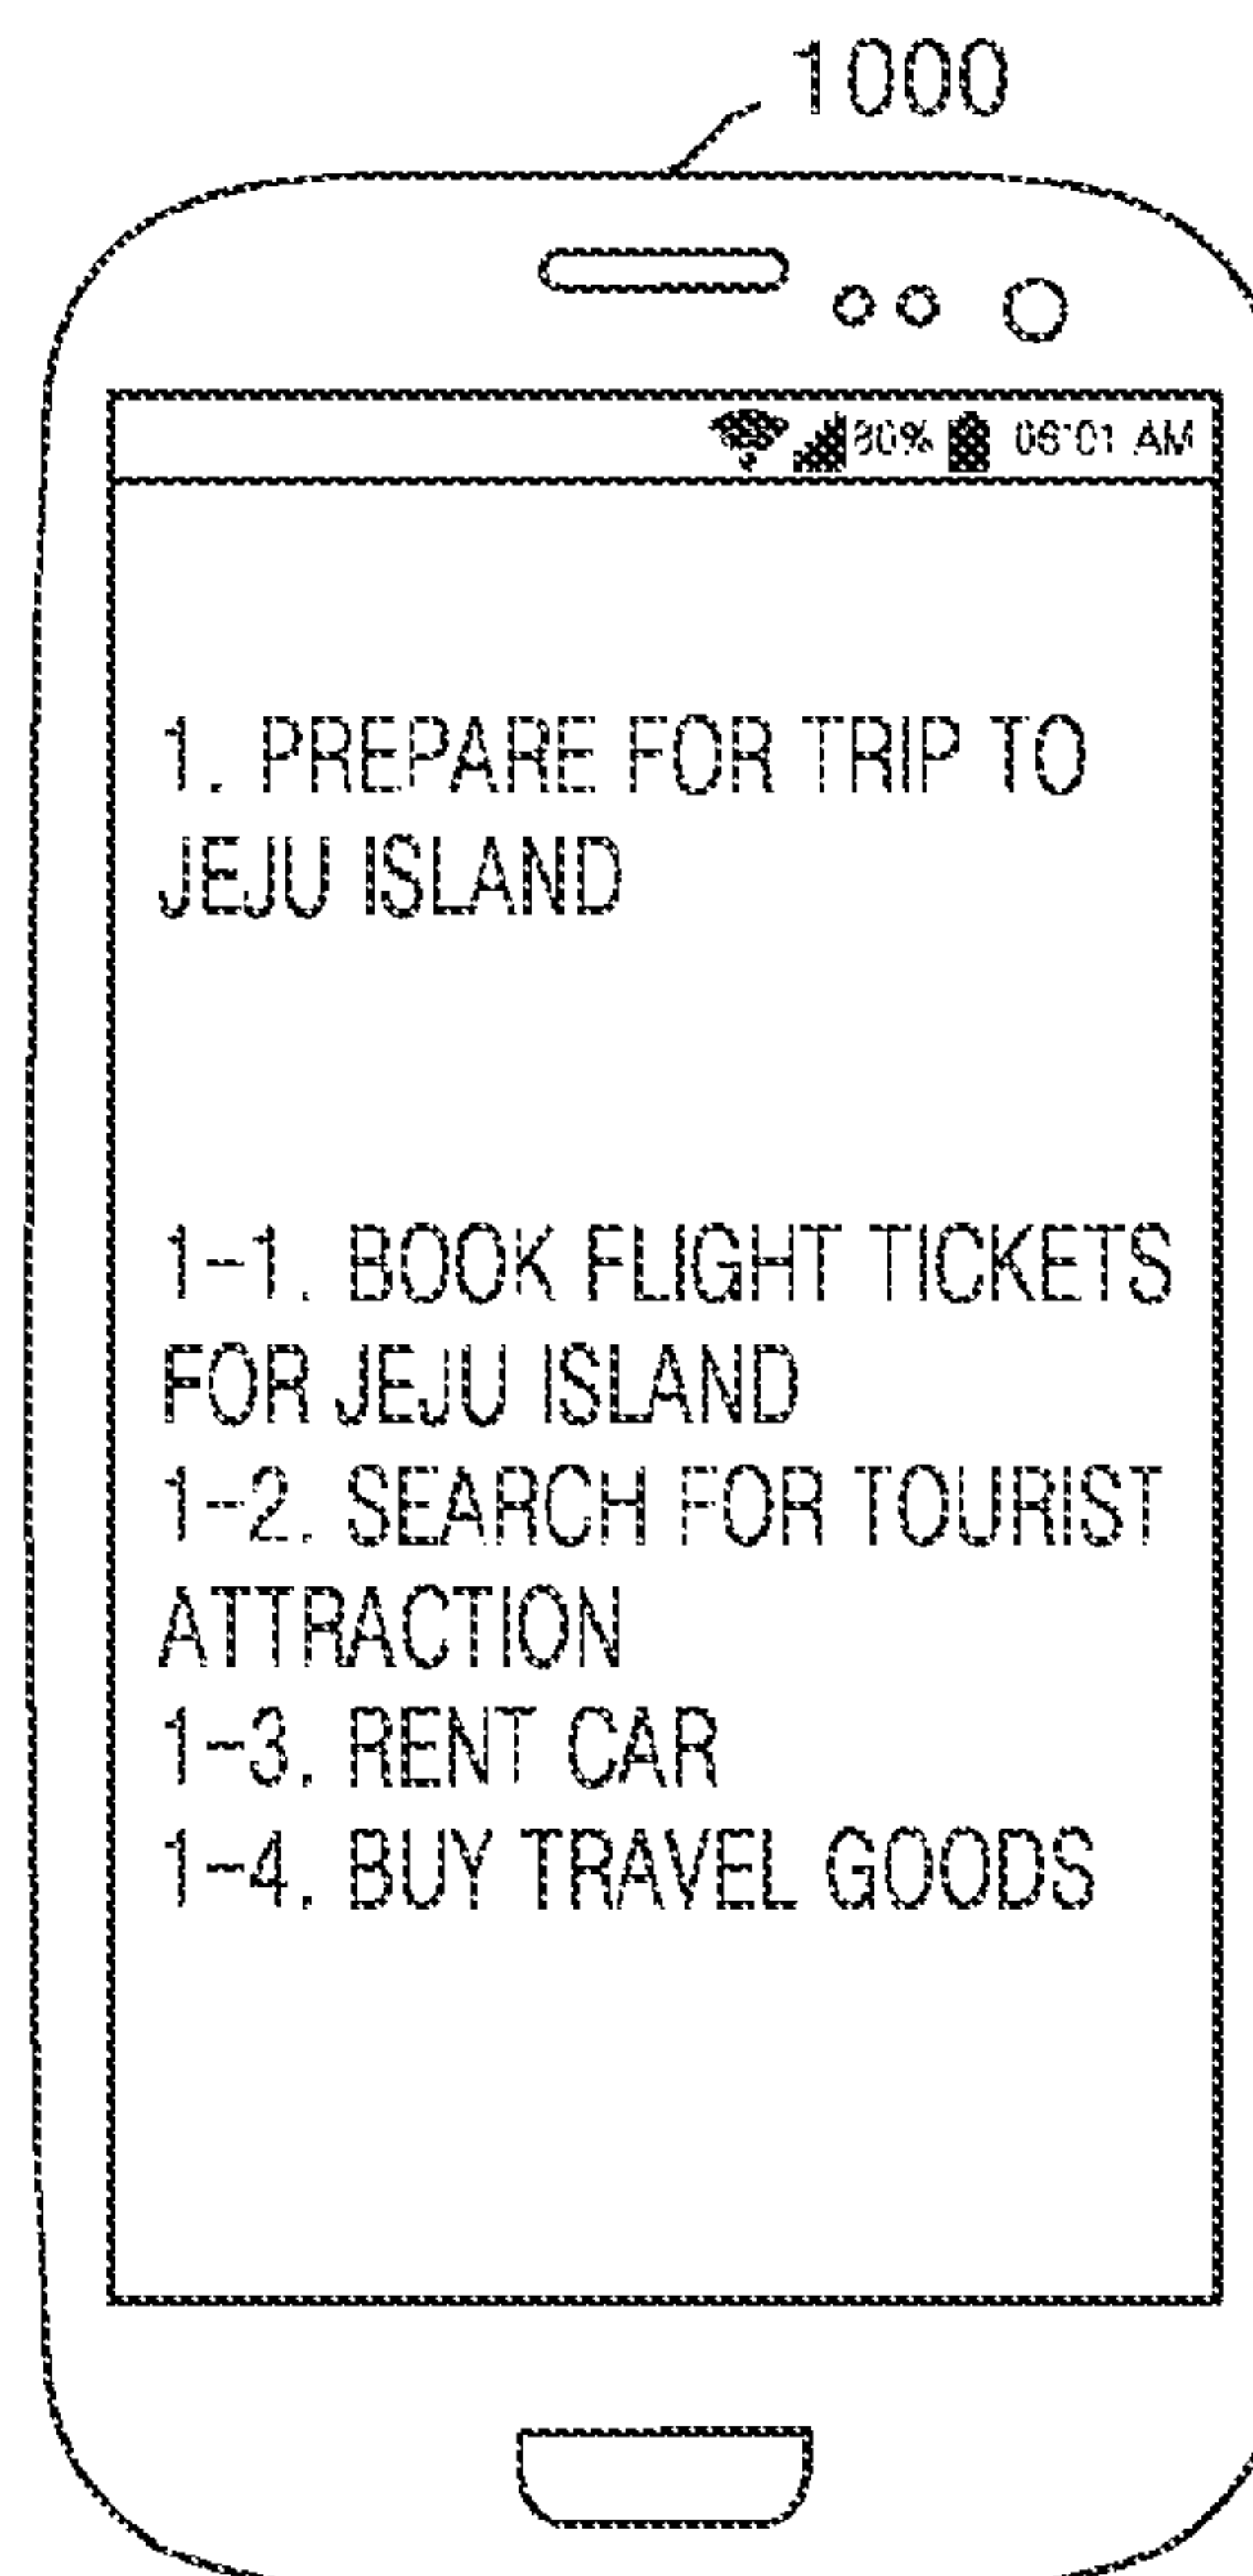 1000
80% 06:01 AM
1. PREPARE FOR TRIP TO
JEJU ISLAND
1-1. BOOK FLIGHT TICKETS
FOR JEJU ISLAND
1-2. SEARCH FOR TOURIST
ATTRACTION
1-3. RENT CAR
1-4. BUY TRAVEL GOODS